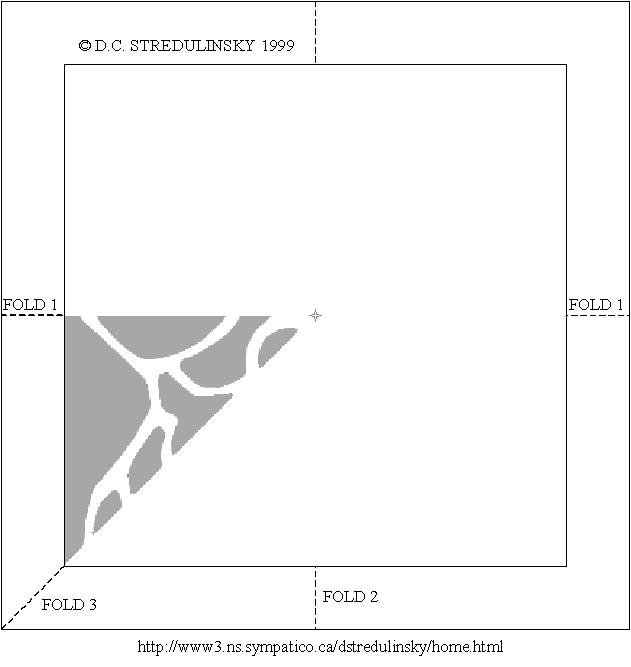 © D.C. STREDULINSKY 1999
FOLD 1
FOLD 1
FOLD 2
FOLD 3
http://www3.ns.sympatico.ca/dstredulinsky/home.html